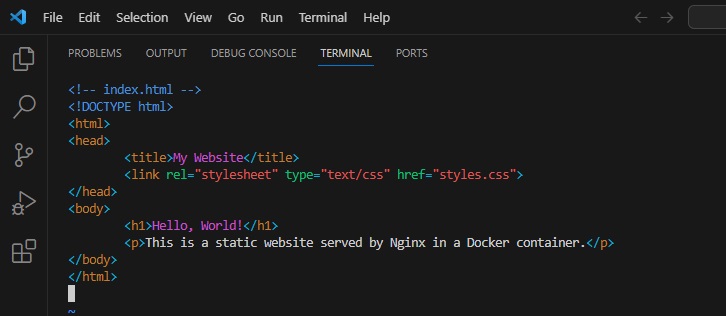 File Edit Selection View Go Run Terminal Help
PROBLEMS OUTPUT DEBUG CONSOLE TERMINAL PORTS
<!-- index.html -->
<!DOCTYPE html>
<html>
<head>
        <title>My Website</title>
        <link rel="stylesheet" type="text/css" href="styles.css">
</head>
<body>
        <h1>Hello, World!</h1>
        <p>This is a static website served by Nginx in a Docker container.</p>
</body>
</html>
~